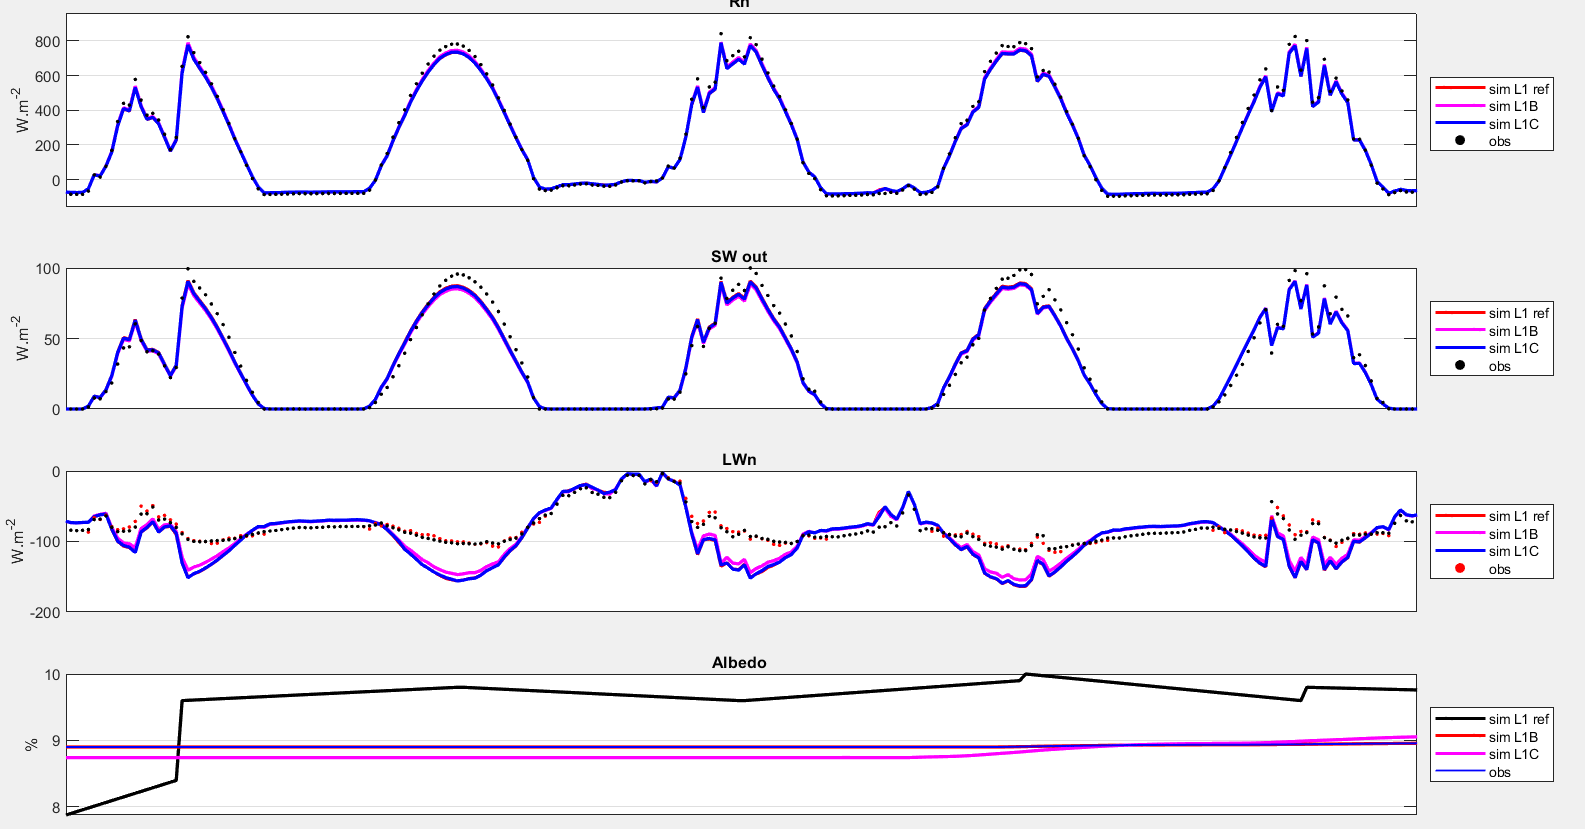 Rn
800
600
400
200
0
W.m-2
sim L1 ref
sim L1B
sim L1C
obs
SW out
100
50
0
W.m-2
sim L1 ref
sim L1B
sim L1C
obs
LWn
0
-100
-200
W.m-2
sim L1 ref
sim L1B
sim L1C
obs
Albedo
10
9
8
%
sim L1 ref
sim L1B
sim L1C
obs